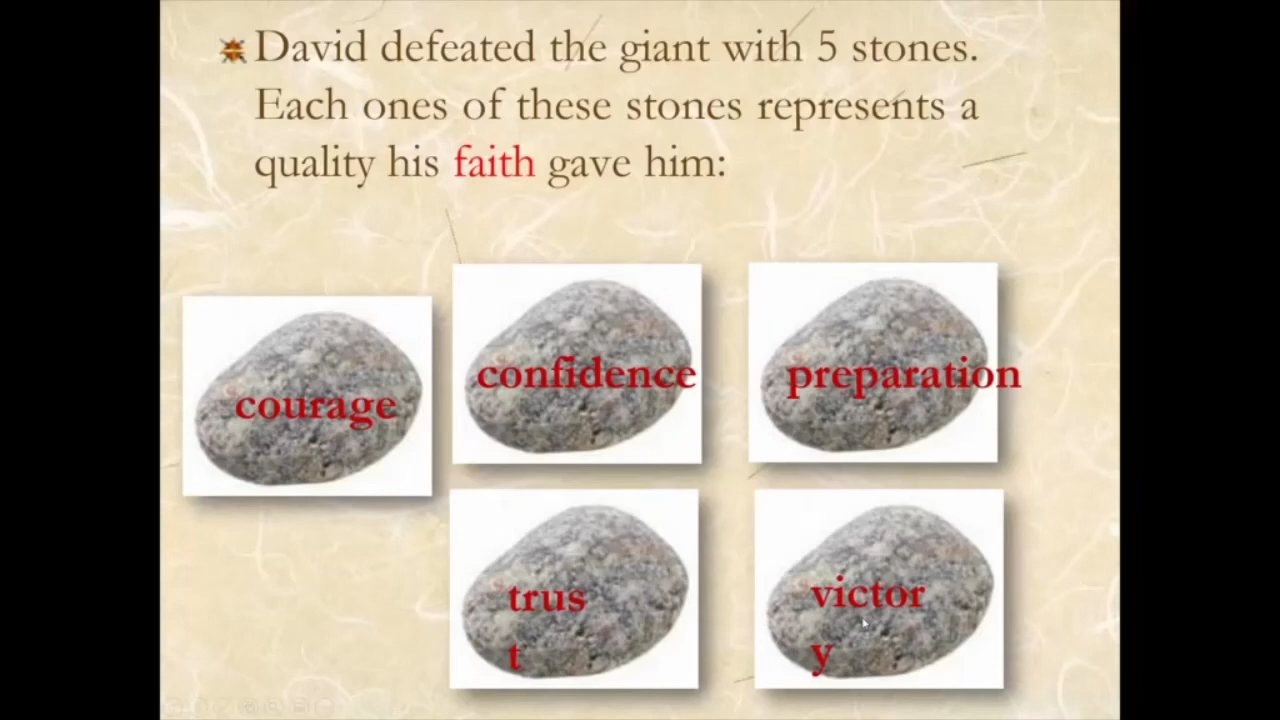 David defeated the giant with 5 stones.
Each ones of these stones represents a
quality his faith gave him:
courage
confidence
preparation
trus
t
victor
y